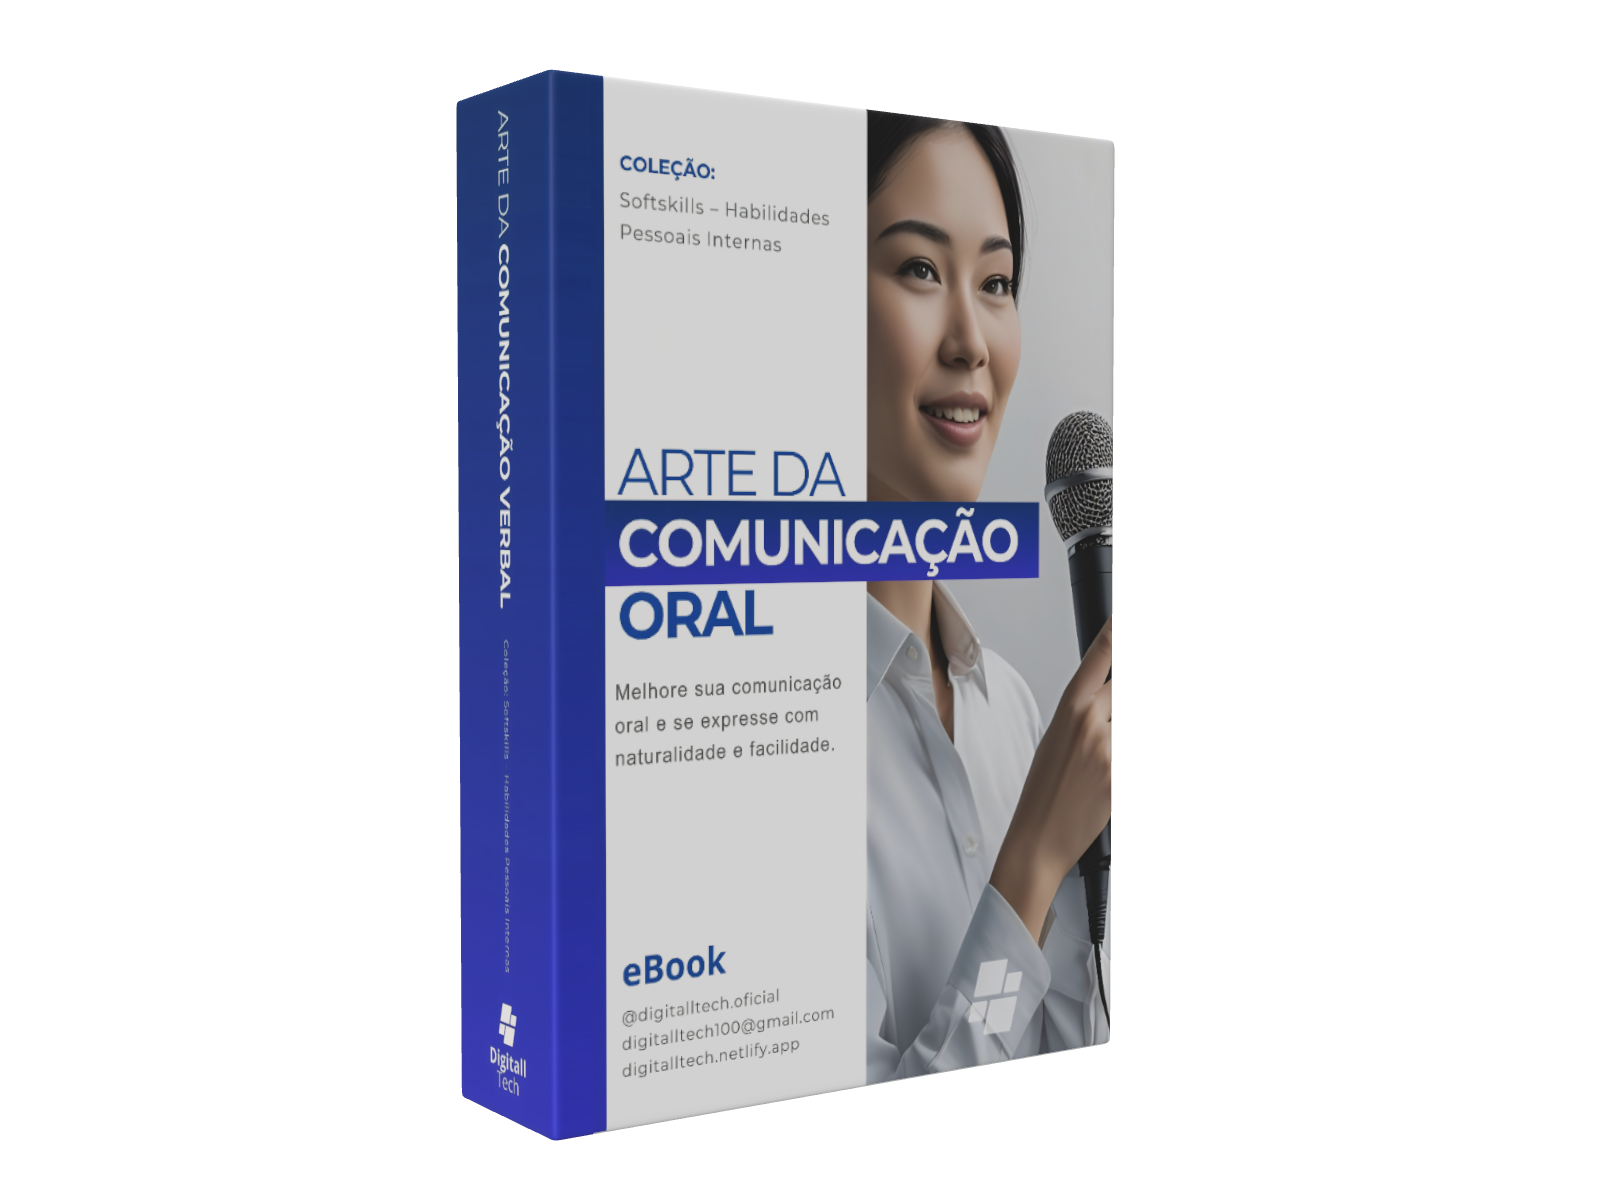 ARTE DA COMUNICAÇÃO VERBAL
Coleção: Softskills Habilidades Pessoais Internas
Digitall
Tech
COLEÇÃO:
Softskills – Habilidades
Pessoais Internas
ARTE DA
COMUNICAÇÃO
ORAL
Melhore sua comunicação
oral e se expresse com
naturalidade e facilidade.
eBook
@digitalltech.oficial
digitalltech100@gmail.com
digitalltech.netlify.app